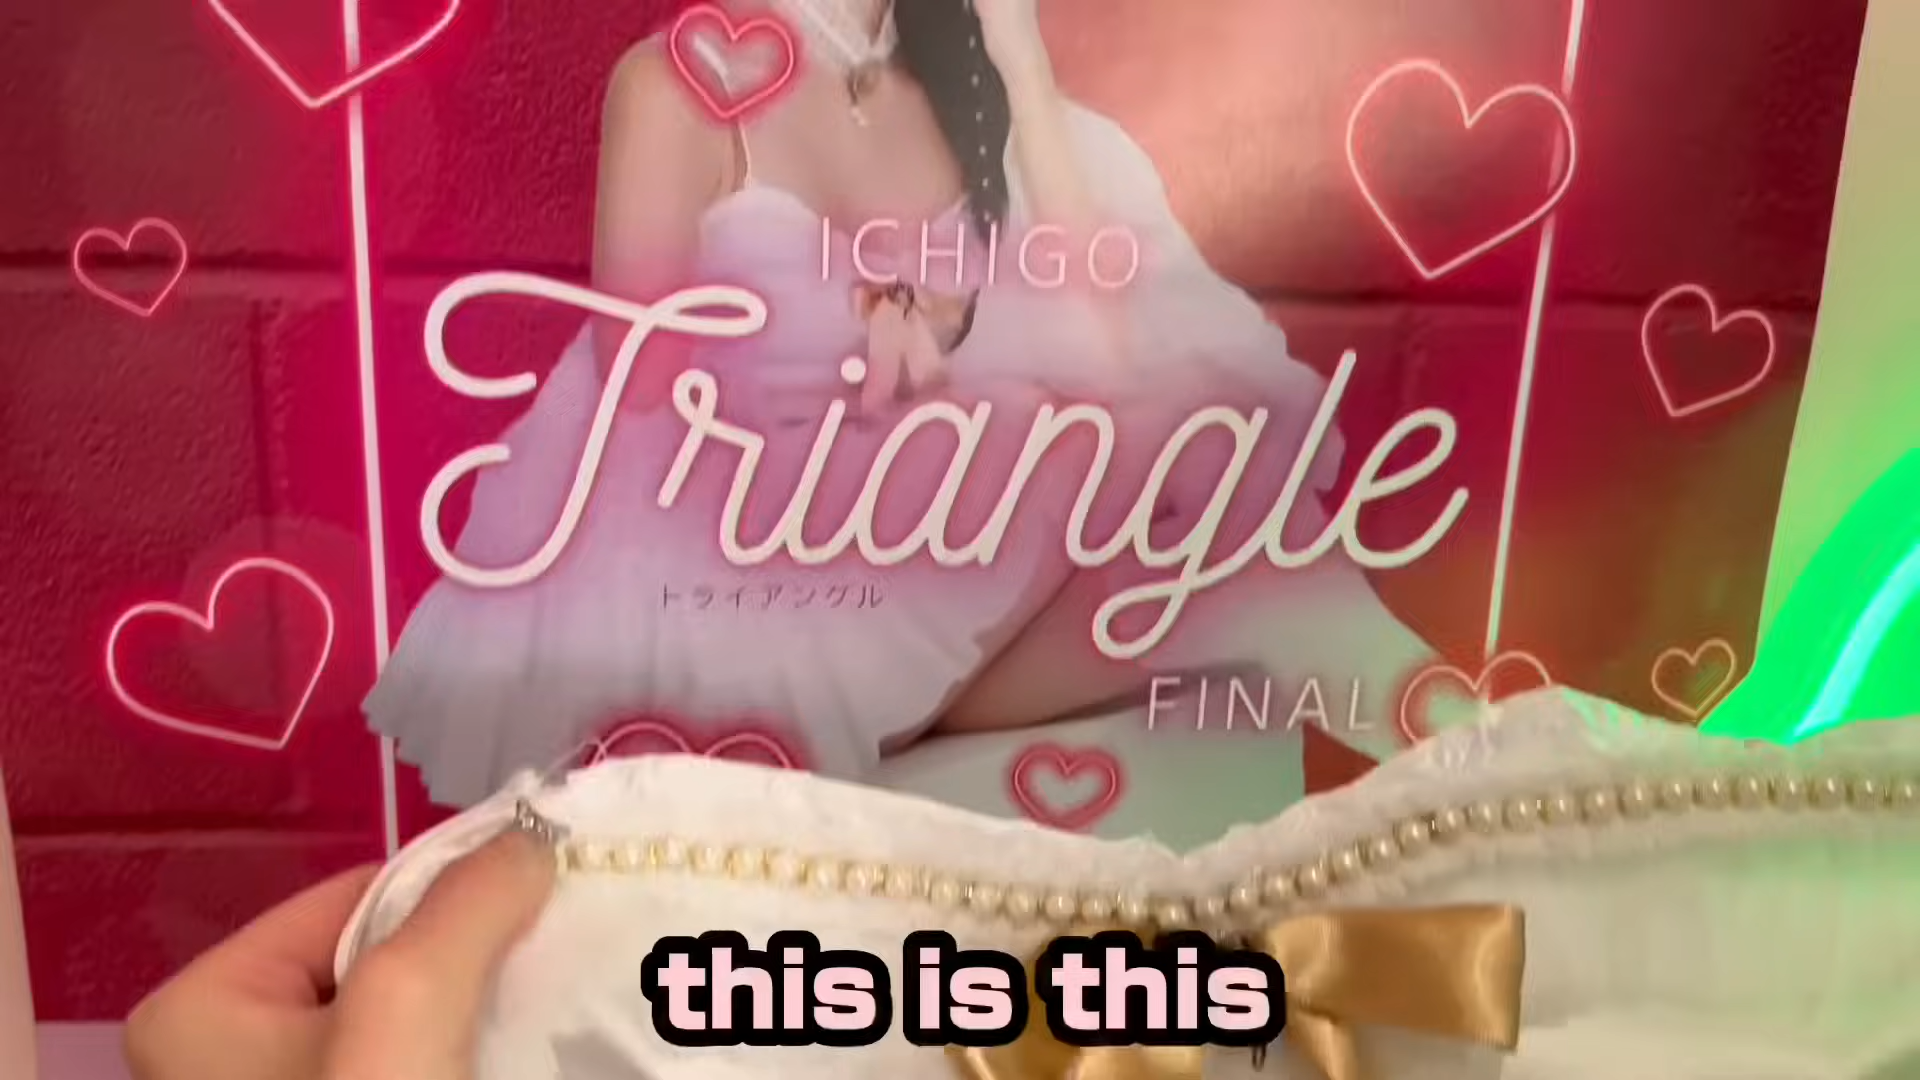 ICHIGO
Triangle
トライアングル
FINAL
this is this